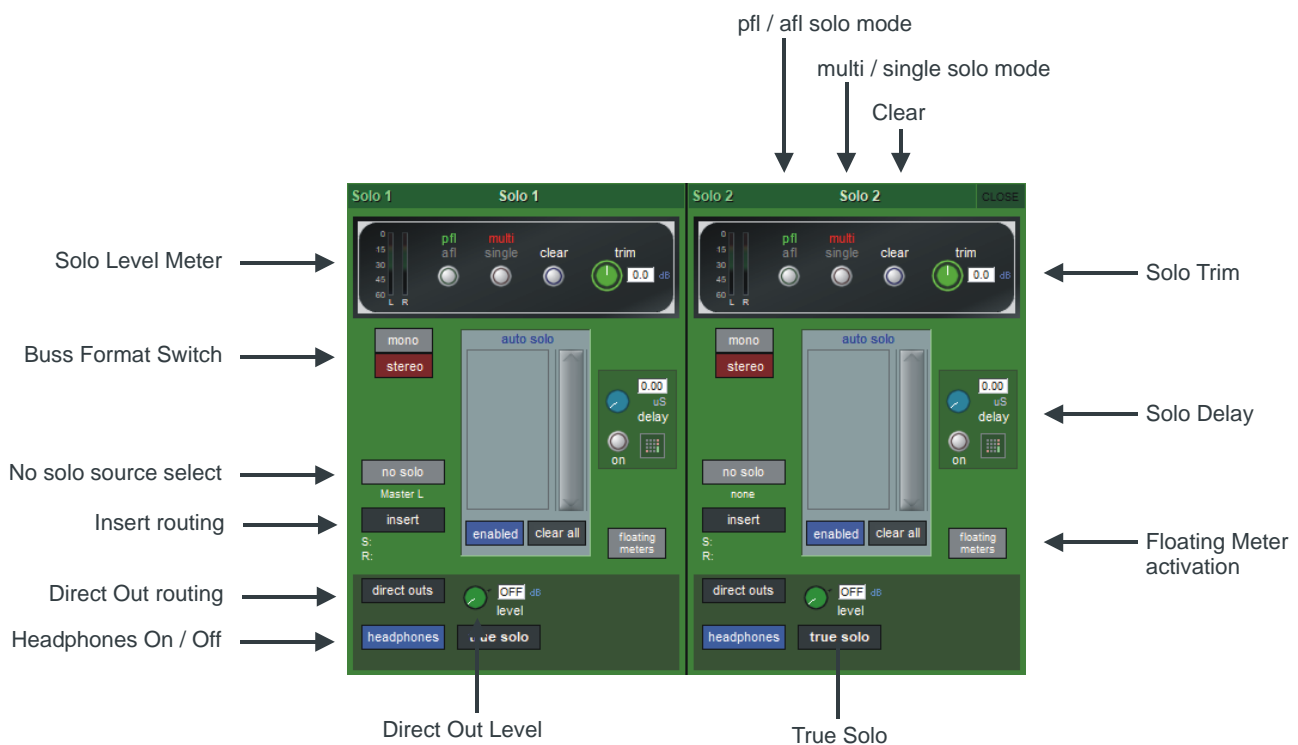 pfl / afl solo mode
multi / single solo mode
Clear
Solo Level Meter
Buss Format Switch
No solo source select
Insert routing
Direct Out routing
Headphones On / Off
Solo 1 Solo 1
0
15
30
45
60
L R
pfl
afl
multi
single
clear
trim
0.0 dB
mono
stereo
auto solo
0.00
uS
delay
on
no solo
Master L
insert
S:
R:
enabled clear all
floating
meters
direct outs
OFF dB
level
headphones
true solo
Solo 2 Solo 2 CLOSE
0
15
30
45
60
L R
pfl
afl
multi
single
clear
trim
0.0 dB
mono
stereo
auto solo
0.00
uS
delay
on
no solo
none
insert
S:
R:
enabled clear all
floating
meters
direct outs
OFF dB
level
headphones
true solo
Solo Trim
Solo Delay
Floating Meter
activation
Direct Out Level
True Solo